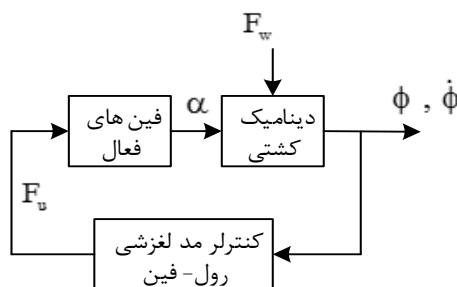 F_w
فین های
فعال
α
دینامیک
کشتی
ϕ , ϕ̇
F_u
کنترلر مد لغزشی
رول- فین